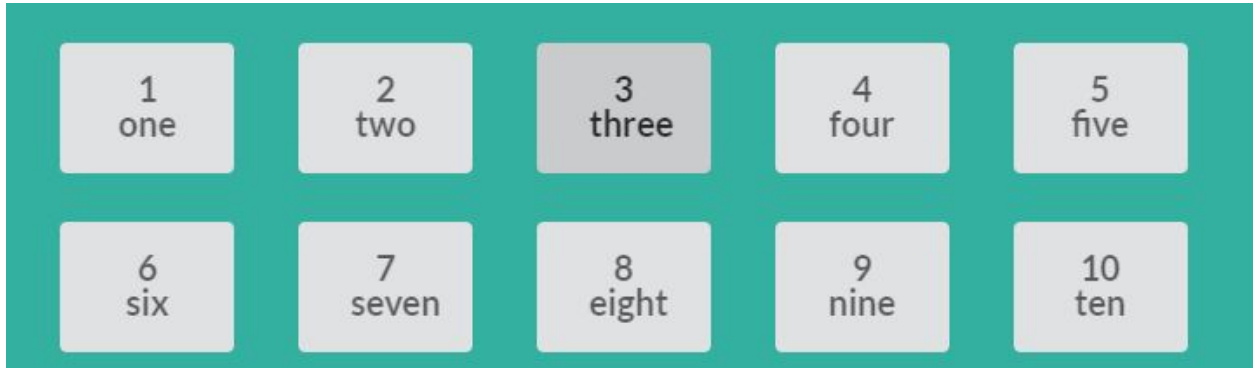 1
one
2
two
3
three
4
four
5
five
6
six
7
seven
8
eight
9
nine
10
ten